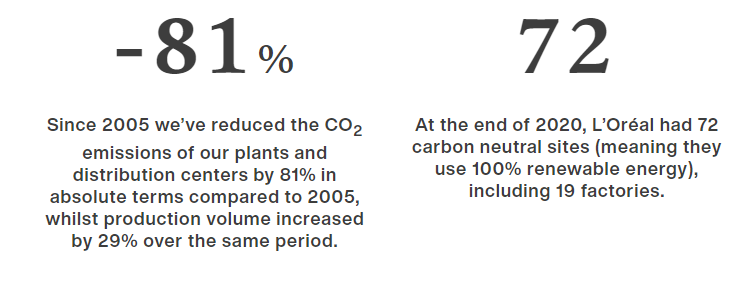 -81%
Since 2005 we've reduced the CO₂
emissions of our plants and
distribution centers by 81% in
absolute terms compared to 2005,
whilst production volume increased
by 29% over the same period.
72
At the end of 2020, L'Oréal had 72
carbon neutral sites (meaning they
use 100% renewable energy),
including 19 factories.